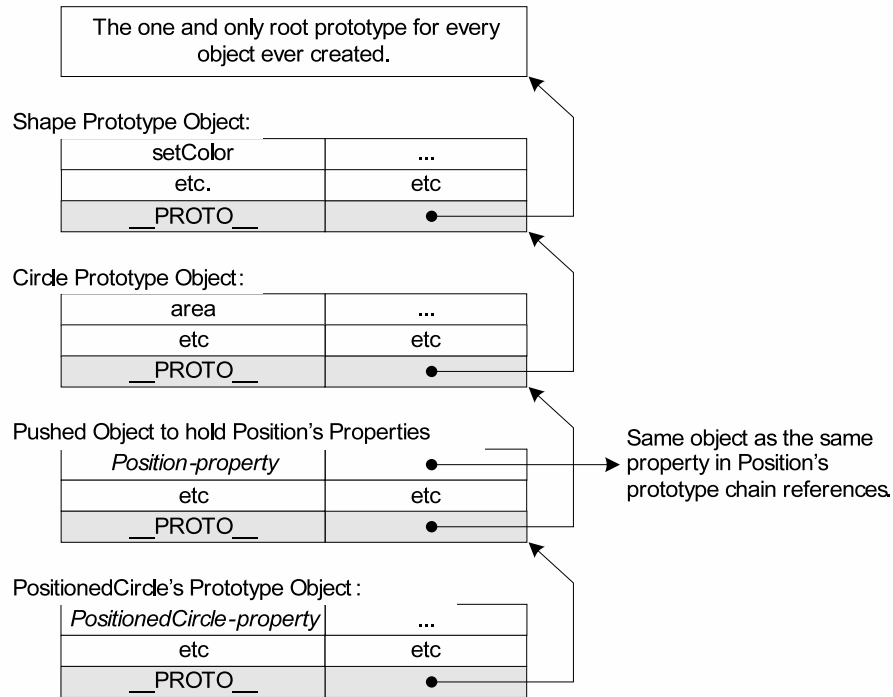 The one and only root prototype for every
object ever created.
Shape Prototype Object:
setColor ...
etc. etc
__PROTO__
Circle Prototype Object:
area ...
etc etc
__PROTO__
Pushed Object to hold Position's Properties
Position-property
etc etc
__PROTO__
Same object as the same
property in Position's
prototype chain references.
PositionedCircle's Prototype Object:
PositionedCircle-property ...
etc etc
__PROTO__